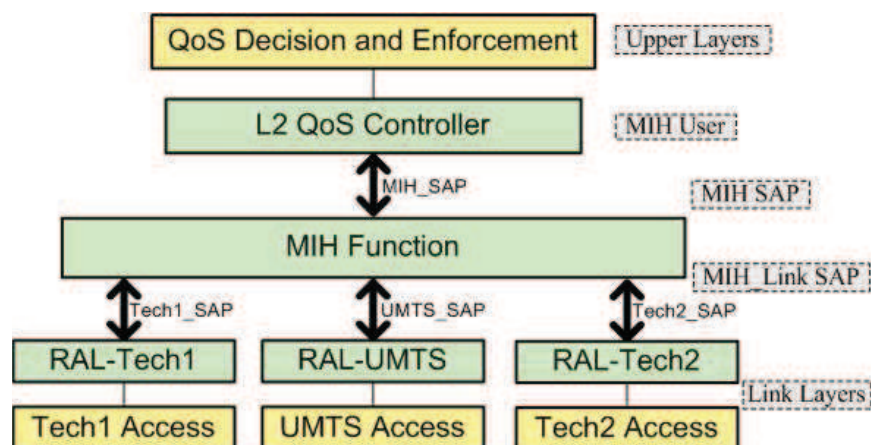 QoS Decision and Enforcement
Upper Layers
L2 QoS Controller
MIH User
MIH_SAP
MIH SAP
MIH Function
MIH_Link SAP
Tech1_SAP
UMTS_SAP
Tech2_SAP
RAL-Tech1
RAL-UMTS
RAL-Tech2
Link Layers
Tech1 Access
UMTS Access
Tech2 Access